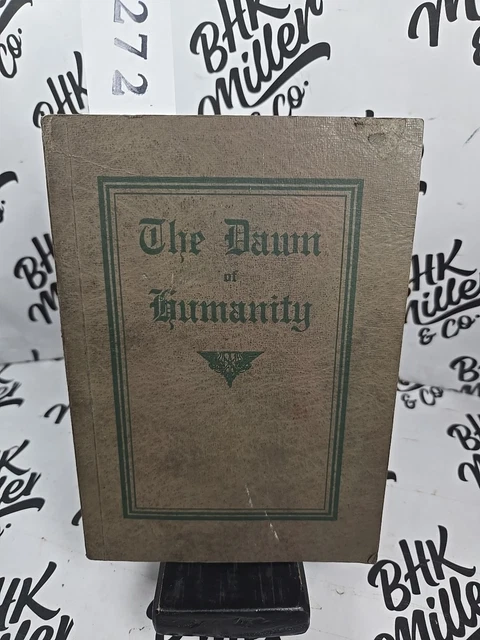 272
BHK
Miller
& Co.
The Dawn
of
Humanity